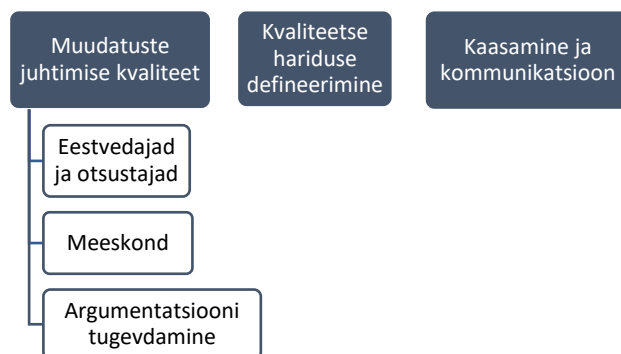 Muudatuste
juhtimise kvaliteet
Kvaliteetse
hariduse
defineerimine
Kaasamine ja
kommunikatsioon
Eestvedajad
ja otsustajad
Meeskond
Argumentatsiooni
tugevdamine